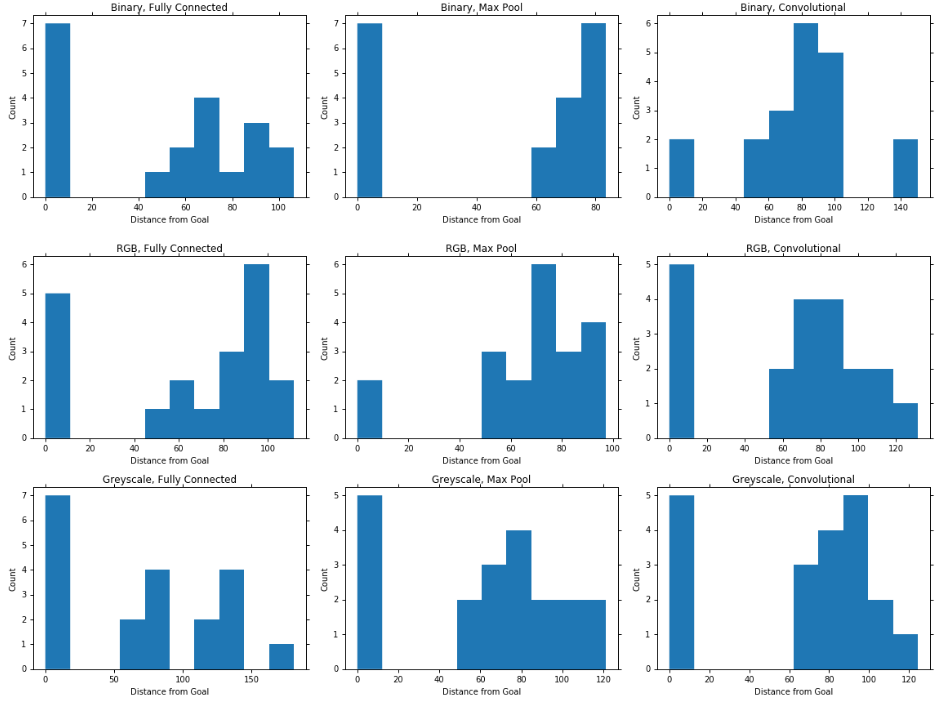 Binary, Fully Connected
7
6
5
4
3
2
1
0
Count
0 20 40 60 80 100
Distance from Goal
Binary, Max Pool
7
6
5
4
3
2
1
0
Count
0 20 40 60 80
Distance from Goal
Binary, Convolutional
6
5
4
3
2
1
0
Count
0 20 40 60 80 100 120 140
Distance from Goal
RGB, Fully Connected
6
5
4
3
2
1
0
Count
0 20 40 60 80 100
Distance from Goal
RGB, Max Pool
6
5
4
3
2
1
0
Count
0 20 40 60 80 100
Distance from Goal
RGB, Convolutional
5
4
3
2
1
0
Count
0 20 40 60 80 100 120
Distance from Goal
Greyscale, Fully Connected
7
6
5
4
3
2
1
0
Count
0 50 100 150
Distance from Goal
Greyscale, Max Pool
5
4
3
2
1
0
Count
0 20 40 60 80 100 120
Distance from Goal
Greyscale, Convolutional
5
4
3
2
1
0
Count
0 20 40 60 80 100 120
Distance from Goal